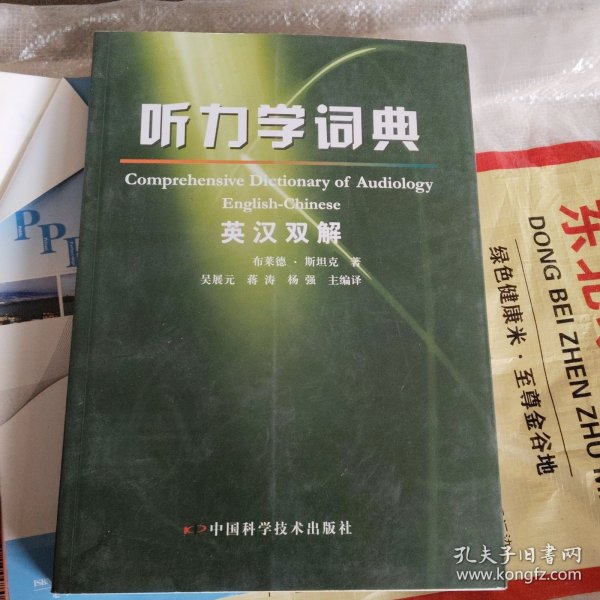 听力学词典
Comprehensive Dictionary of Audiology
English-Chinese
英汉双解
布莱德·斯坦克 著
吴展元 蒋涛 杨强 主编译
中国科学技术出版社
PP
东北
DONG BEI ZHEN ZHU M
绿色健康米·至尊金谷地
孔夫子旧书网
www.kongfz.com